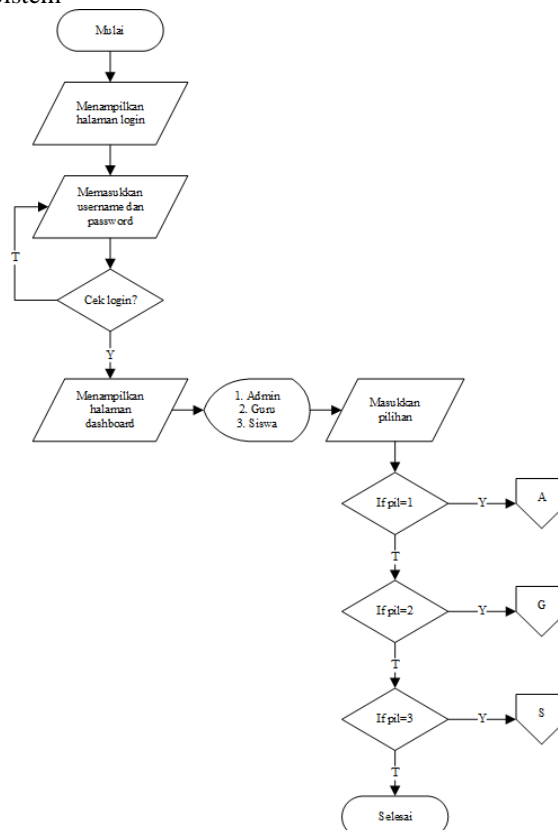 Mulai
Menampilkan
halaman login
Memasukkan
username dan
password
T
Cek login?
Y
Menampilkan
halaman
dashboard
1. Admin
2. Guru
3. Siswa
Masukkan
pilihan
If pil=1
Y
A
T
If pil=2
Y
G
T
If pil=3
Y
S
T
Selesai